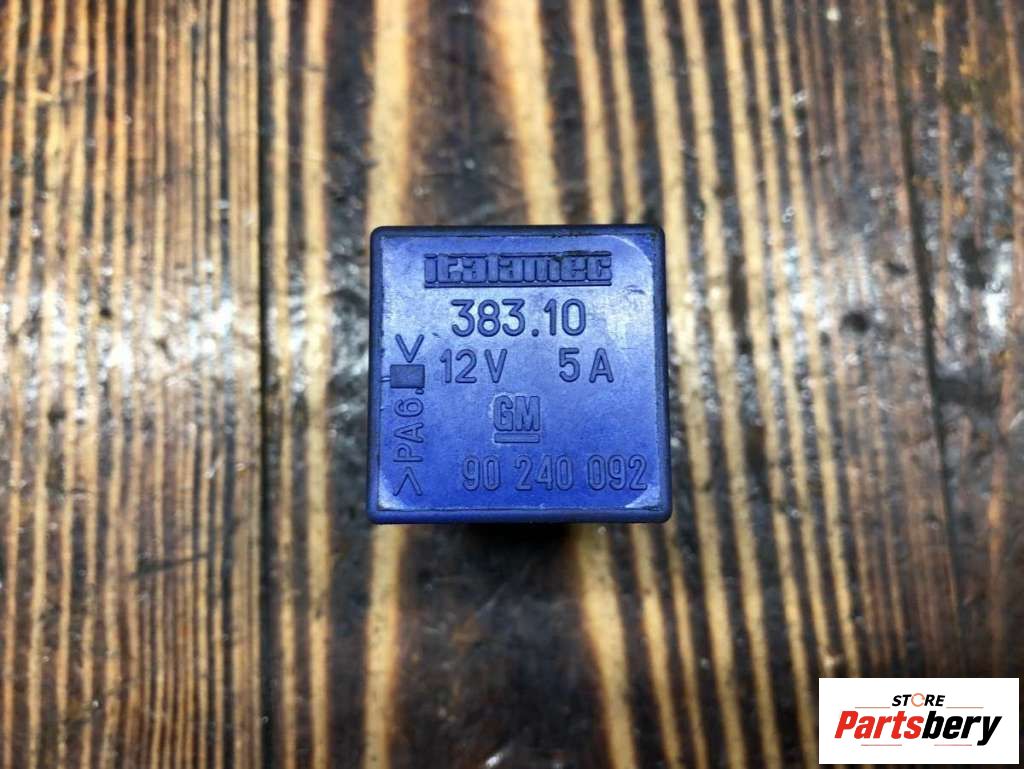 italamec
383.10
12V 5A
GM
90 240 092
>PA6.■<
STORE
Partsbery